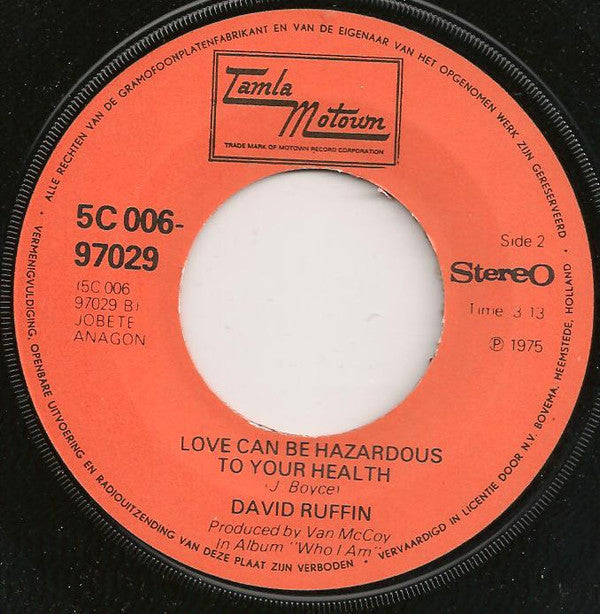 ALLE RECHTEN VAN DE GRAMOFOONPLATENFABRIKANT EN VAN DE EIGENAAR VAN HET OPGENOMEN WERK ZIJN GERESERVEERD
Tamla
Motown
TRADE MARK OF MOTOWN RECORD CORPORATION
5C 006-
97029
(5C 006
97029 B)
JOBETE
ANAGON
Side 2
Stereo
Time 3 13
℗ 1975
LOVE CAN BE HAZARDOUS
TO YOUR HEALTH
(J Boyce)
DAVID RUFFIN
Produced by Van McCoy
In Album "Who I Am"
• VERMENIGVULDIGING, OPENBARE UITVOERING EN RADIOUITZENDING VAN DEZE PLAAT ZIJN VERBODEN •
VERVAARDIGD IN LICENTIE DOOR N.V. BOVEMA, HEEMSTEDE, HOLLAND •